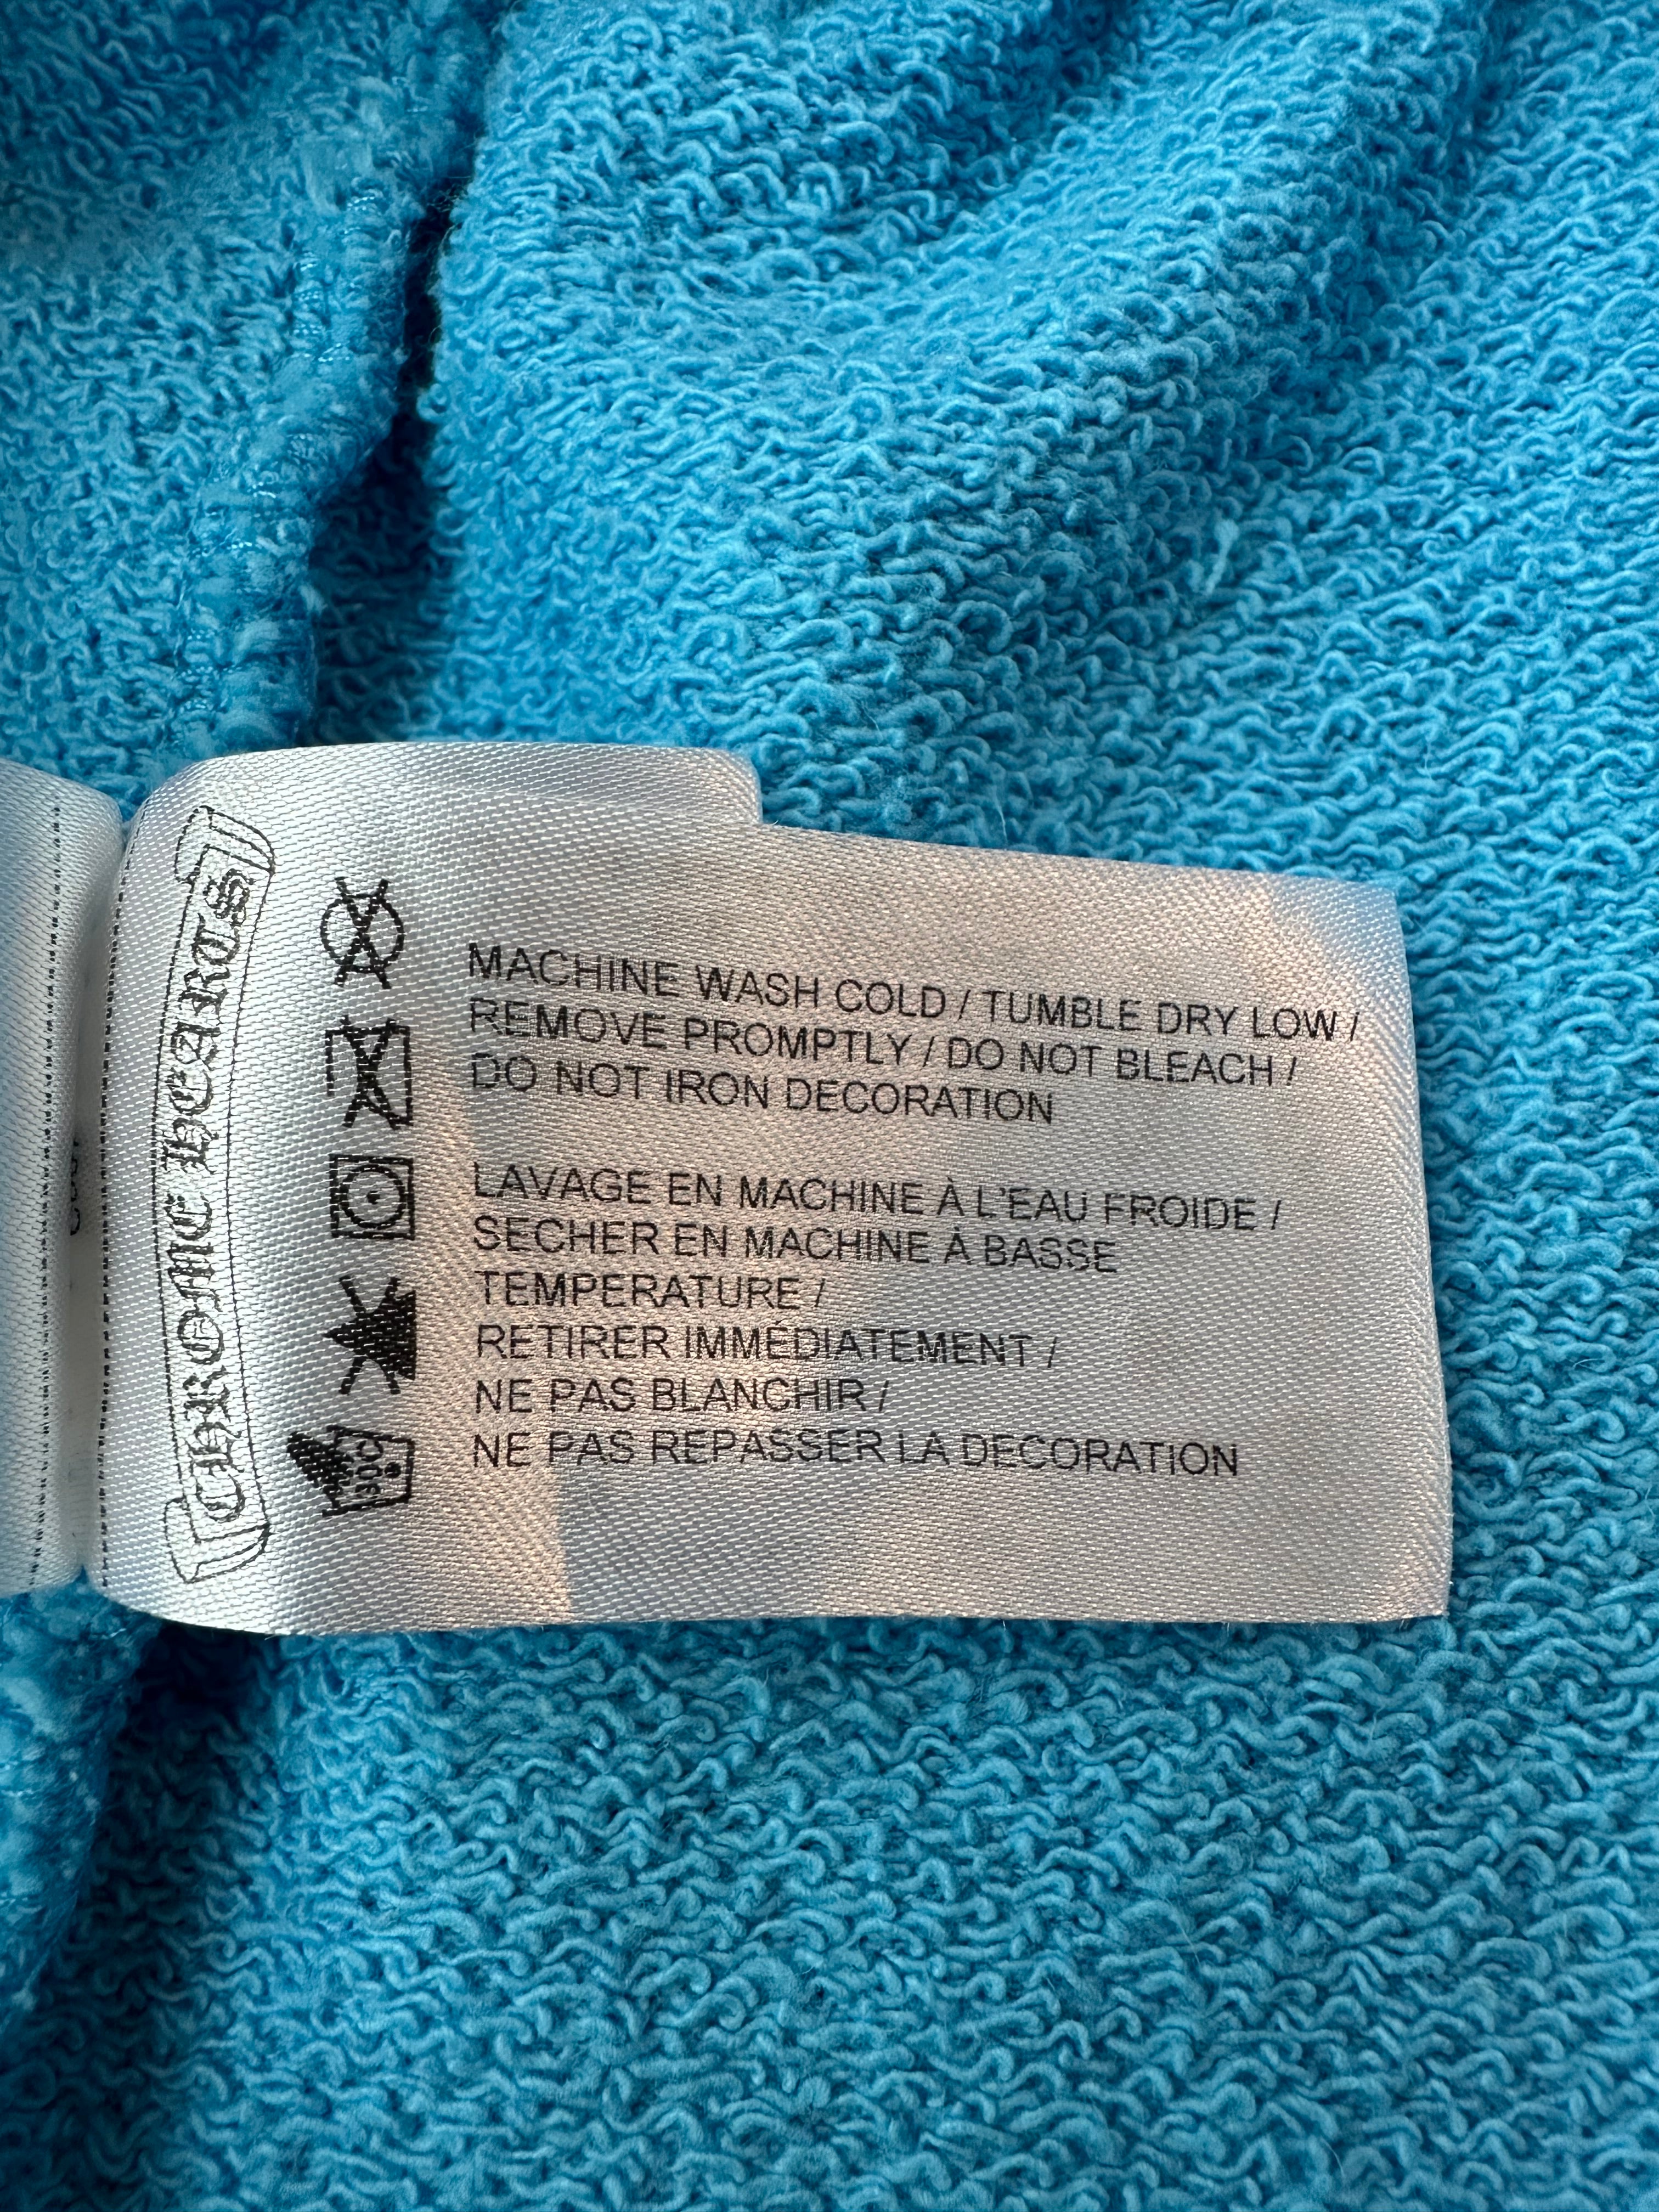 CHROME HEARTS
MACHINE WASH COLD / TUMBLE DRY LOW /
REMOVE PROMPTLY / DO NOT BLEACH /
DO NOT IRON DECORATION
LAVAGE EN MACHINE À L'EAU FROIDE /
SECHER EN MACHINE À BASSE
TEMPERATURE /
RETIRER IMMÉDIATEMENT /
NE PAS BLANCHIR /
NE PAS REPASSER LA DECORATION
30C